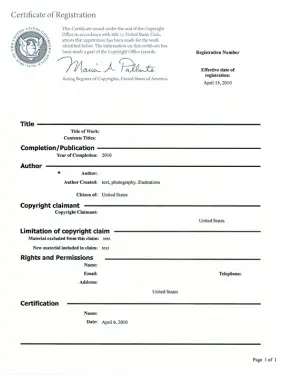 Certificate of Registration
This Certificate issued under the seal of the Copyright
Office in accordance with title 17, United States Code,
attests that registration has been made for the work
identified below. The information on this certificate has
been made a part of the Copyright Office records.
Maria A. Pallante
Acting Register of Copyrights, United States of America
Registration Number
Effective date of
registration:
April 15, 2010
Title
Title of Work:
Contents Titles:
Completion/Publication
Year of Completion: 2010
Author
Author:
Author Created: text, photography, illustrations
Citizen of: United States
Copyright claimant
Copyright Claimant:
United States
Limitation of copyright claim
Material excluded from this claim: text
New material included in claim: text
Rights and Permissions
Name:
Email: Telephone:
Address:
United States
Certification
Name:
Date: April 6, 2010
Page 1 of 1